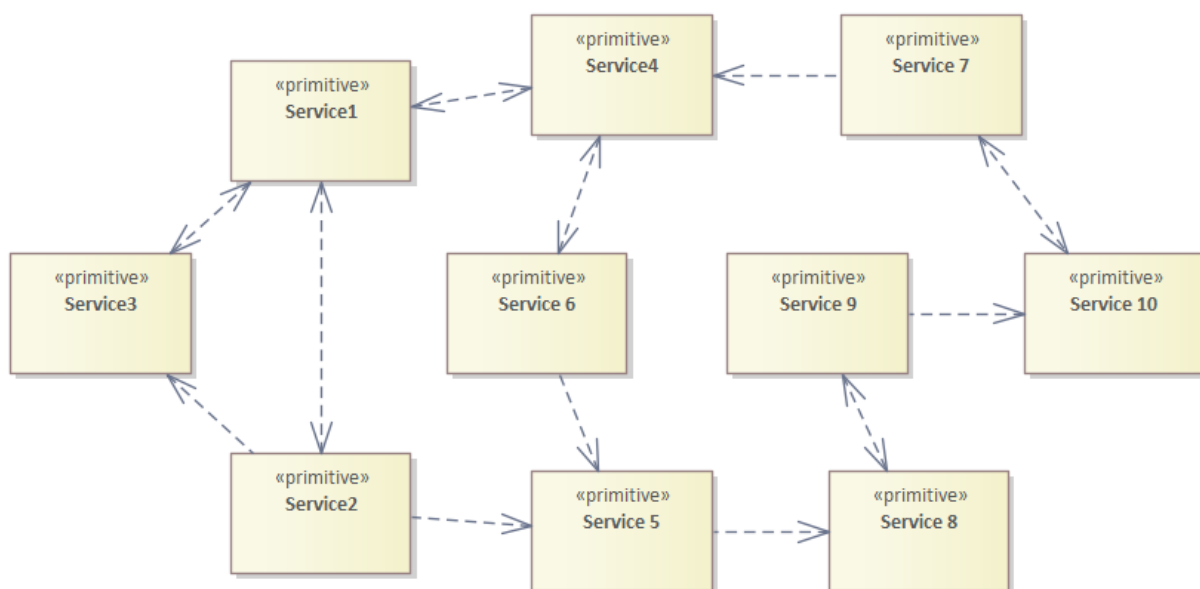 «primitive»
Service4
«primitive»
Service 7
«primitive»
Service1
«primitive»
Service3
«primitive»
Service 6
«primitive»
Service 9
«primitive»
Service 10
«primitive»
Service2
«primitive»
Service 5
«primitive»
Service 8